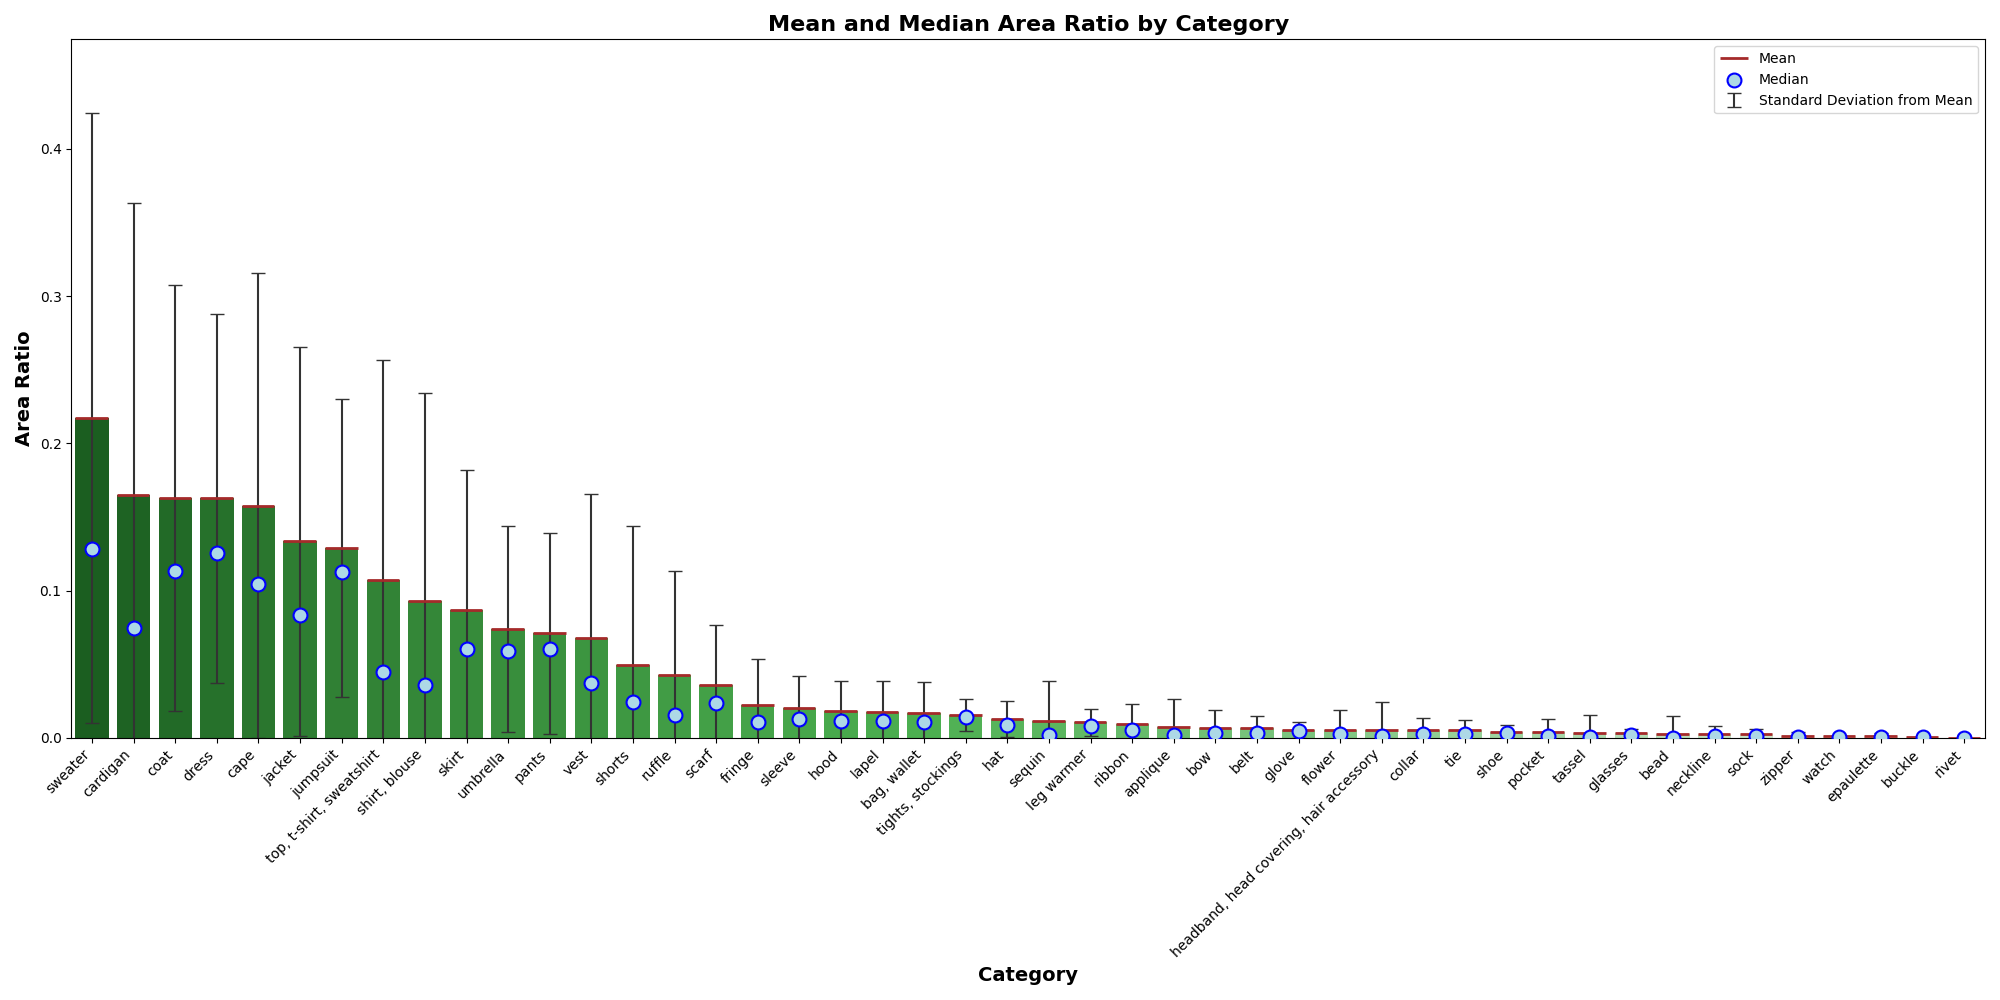 Mean and Median Area Ratio by Category
Mean
Median
Standard Deviation from Mean
Area Ratio
0.4
0.3
0.2
0.1
0.0
sweater
cardigan
coat
dress
cape
jacket
jumpsuit
top, t-shirt, sweatshirt
shirt, blouse
skirt
umbrella
pants
vest
shorts
ruffle
scarf
fringe
sleeve
hood
lapel
bag, wallet
tights, stockings
hat
sequin
leg warmer
ribbon
applique
bow
belt
glove
flower
headband, head covering, hair accessory
collar
tie
shoe
pocket
tassel
glasses
bead
neckline
sock
zipper
watch
epaulette
buckle
rivet
Category